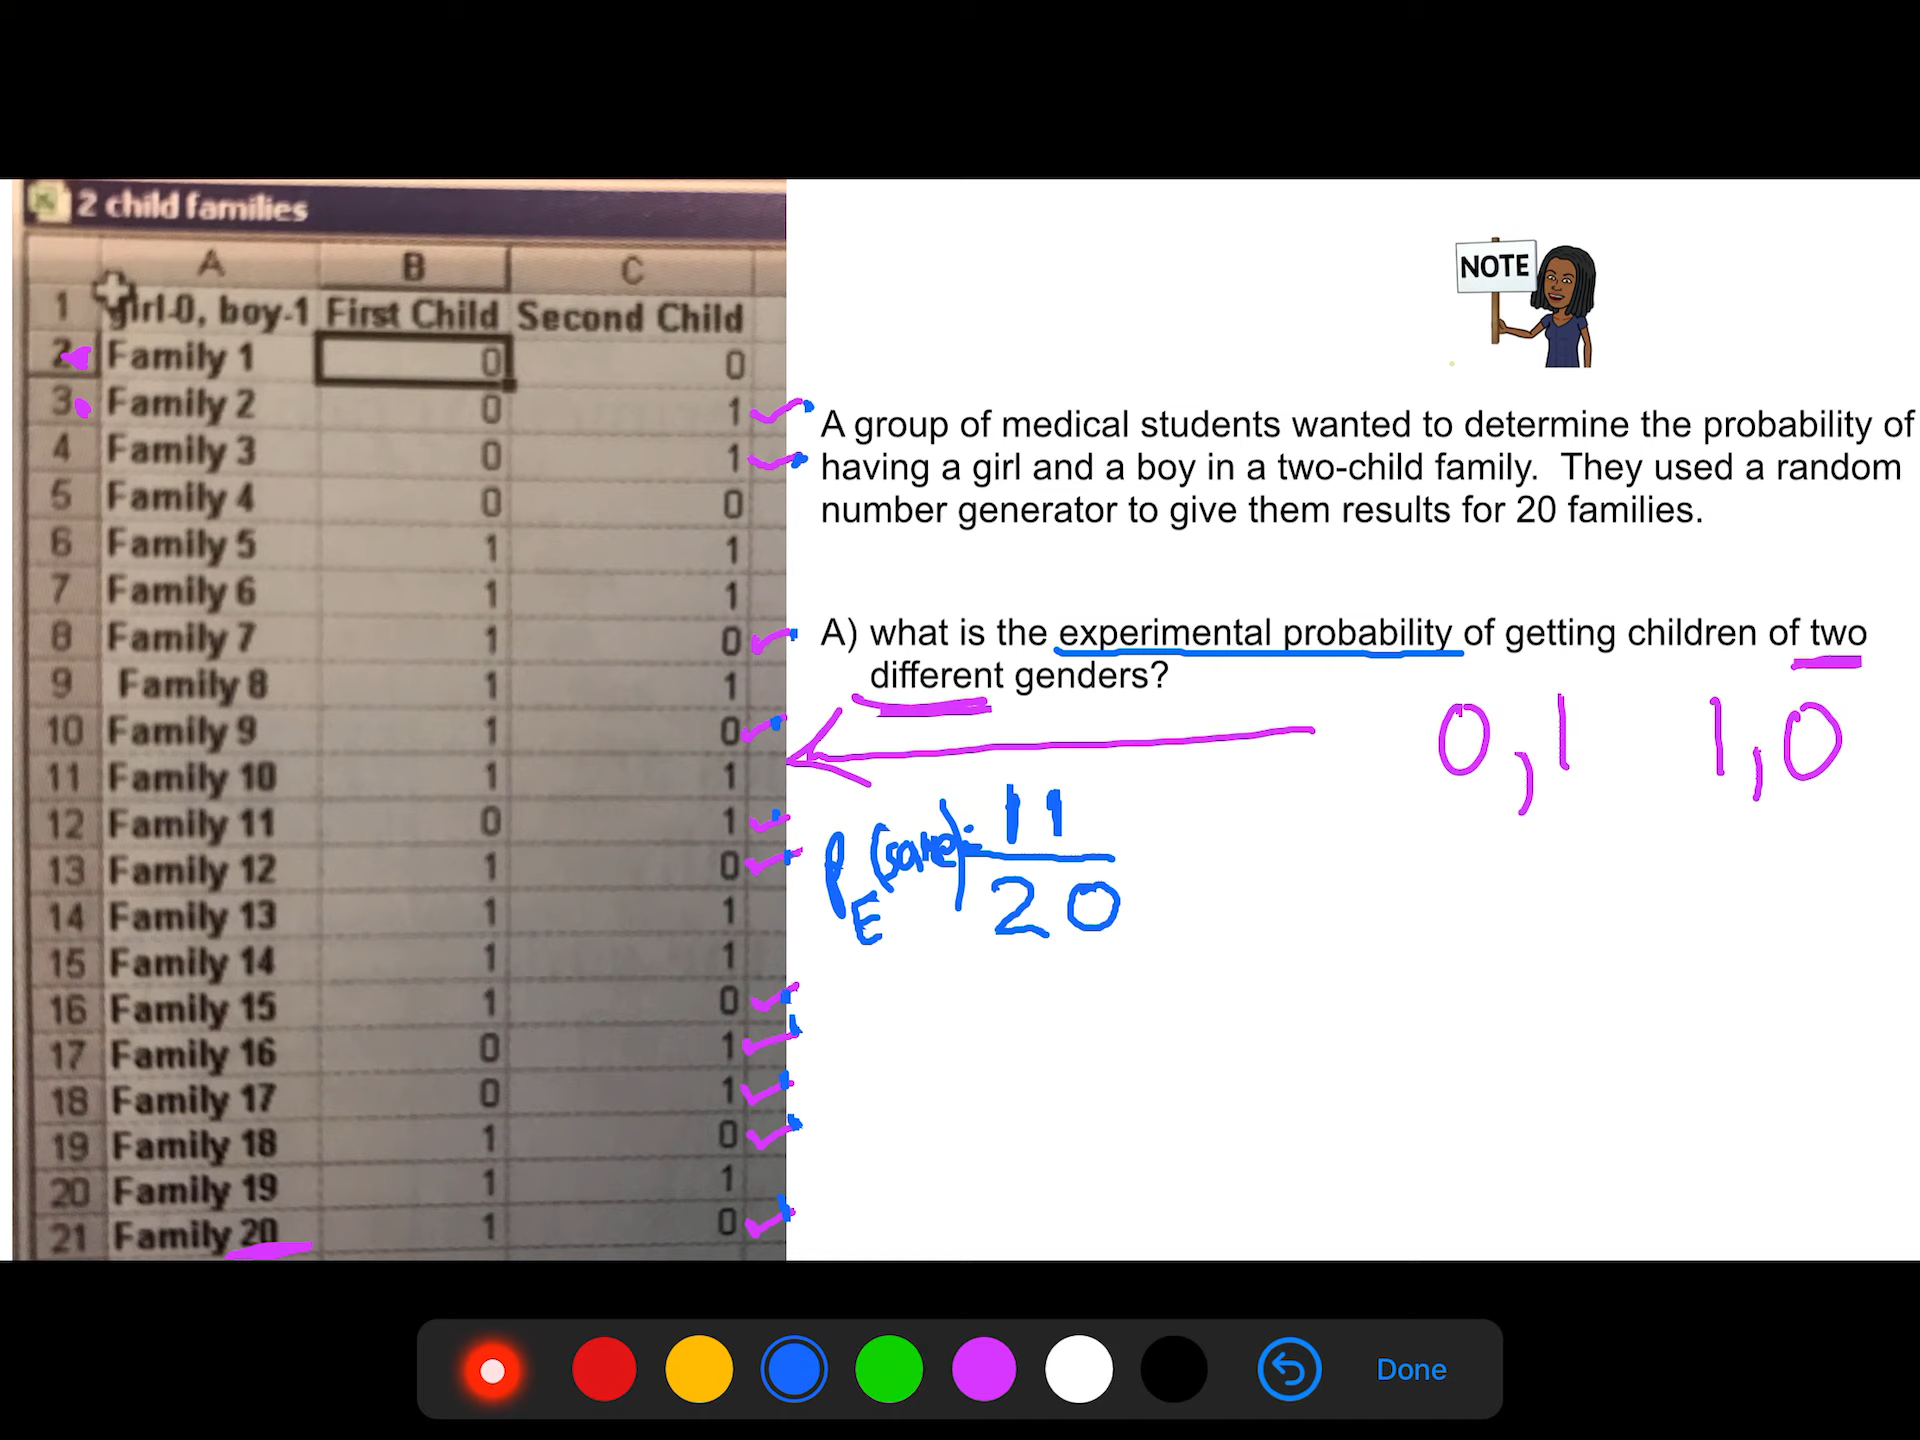 2 child families
A B C
1 girl-0, boy-1 First Child Second Child
2 Family 1 0 0
3 Family 2 0 1
4 Family 3 0 1
5 Family 4 0 0
6 Family 5 1 1
7 Family 6 1 1
8 Family 7 1 0
9 Family 8 1 1
10 Family 9 1 0
11 Family 10 1 1
12 Family 11 0 1
13 Family 12 1 0
14 Family 13 1 1
15 Family 14 1 1
16 Family 15 1 0
17 Family 16 0 1
18 Family 17 0 1
19 Family 18 1 0
20 Family 19 1 1
21 Family 20 1 0
NOTE
A group of medical students wanted to determine the probability of
having a girl and a boy in a two-child family. They used a random
number generator to give them results for 20 families.
A) what is the experimental probability of getting children of two
different genders?
0,1 1,0
P E (same) = 11
20
Done